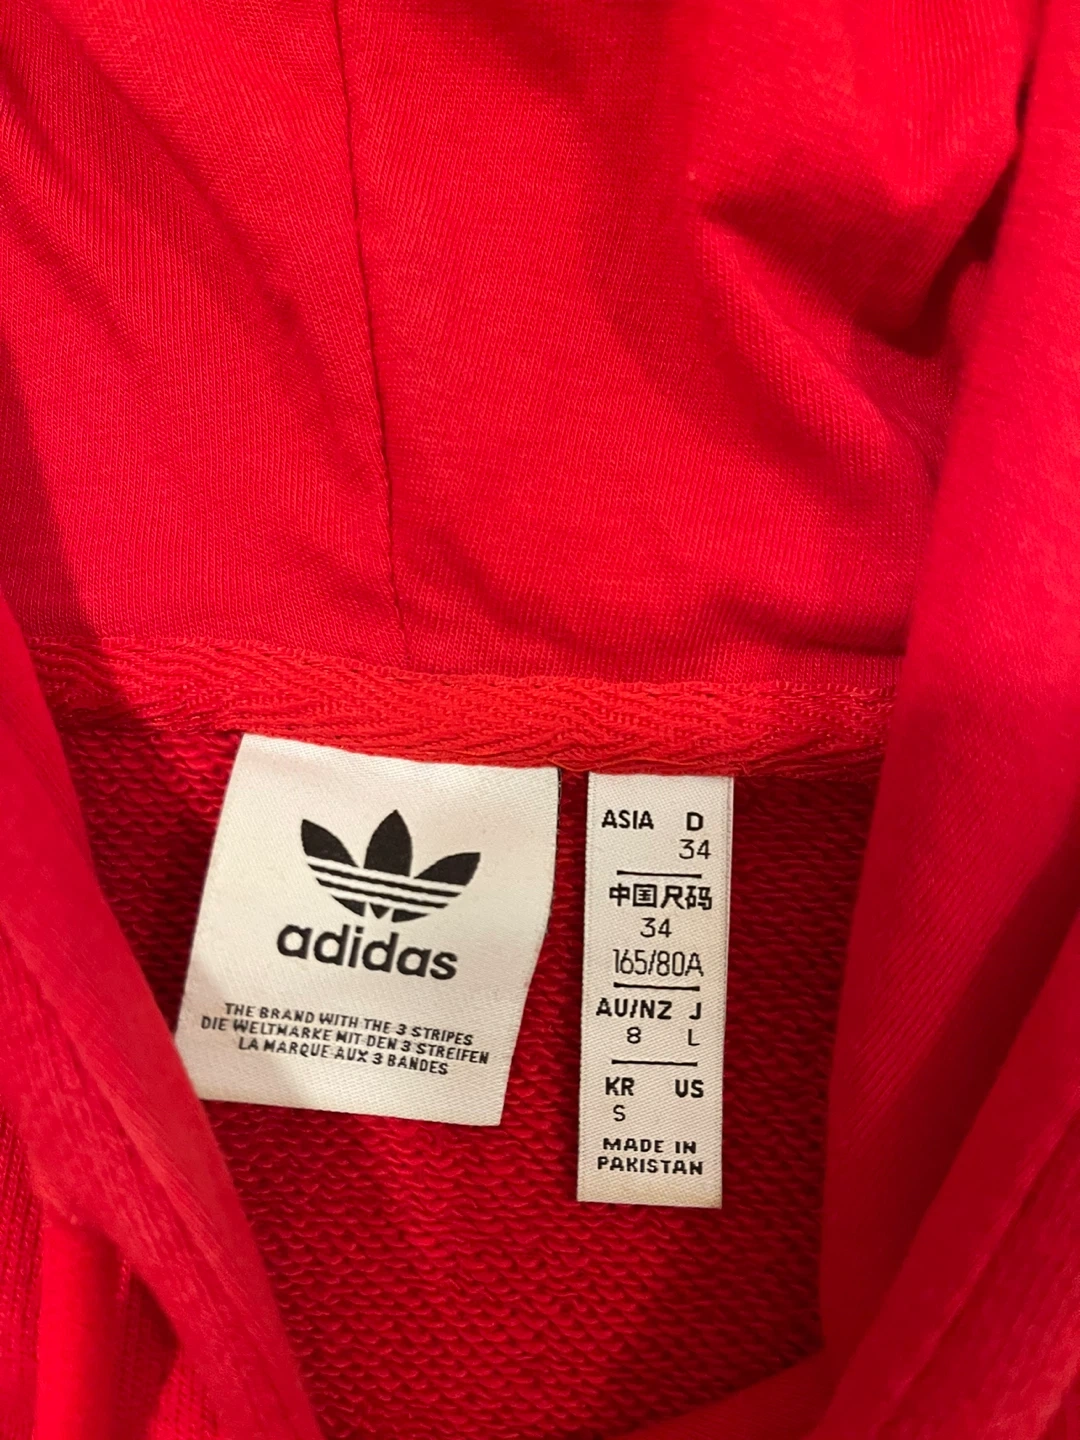 adidas
THE BRAND WITH THE 3 STRIPES
DIE WELTMARKE MIT DEN 3 STREIFEN
LA MARQUE AUX 3 BANDES
ASIA D
34
中国尺码
34
165/80A
AU/NZ J
8 L
KR US
S
MADE IN
PAKISTAN